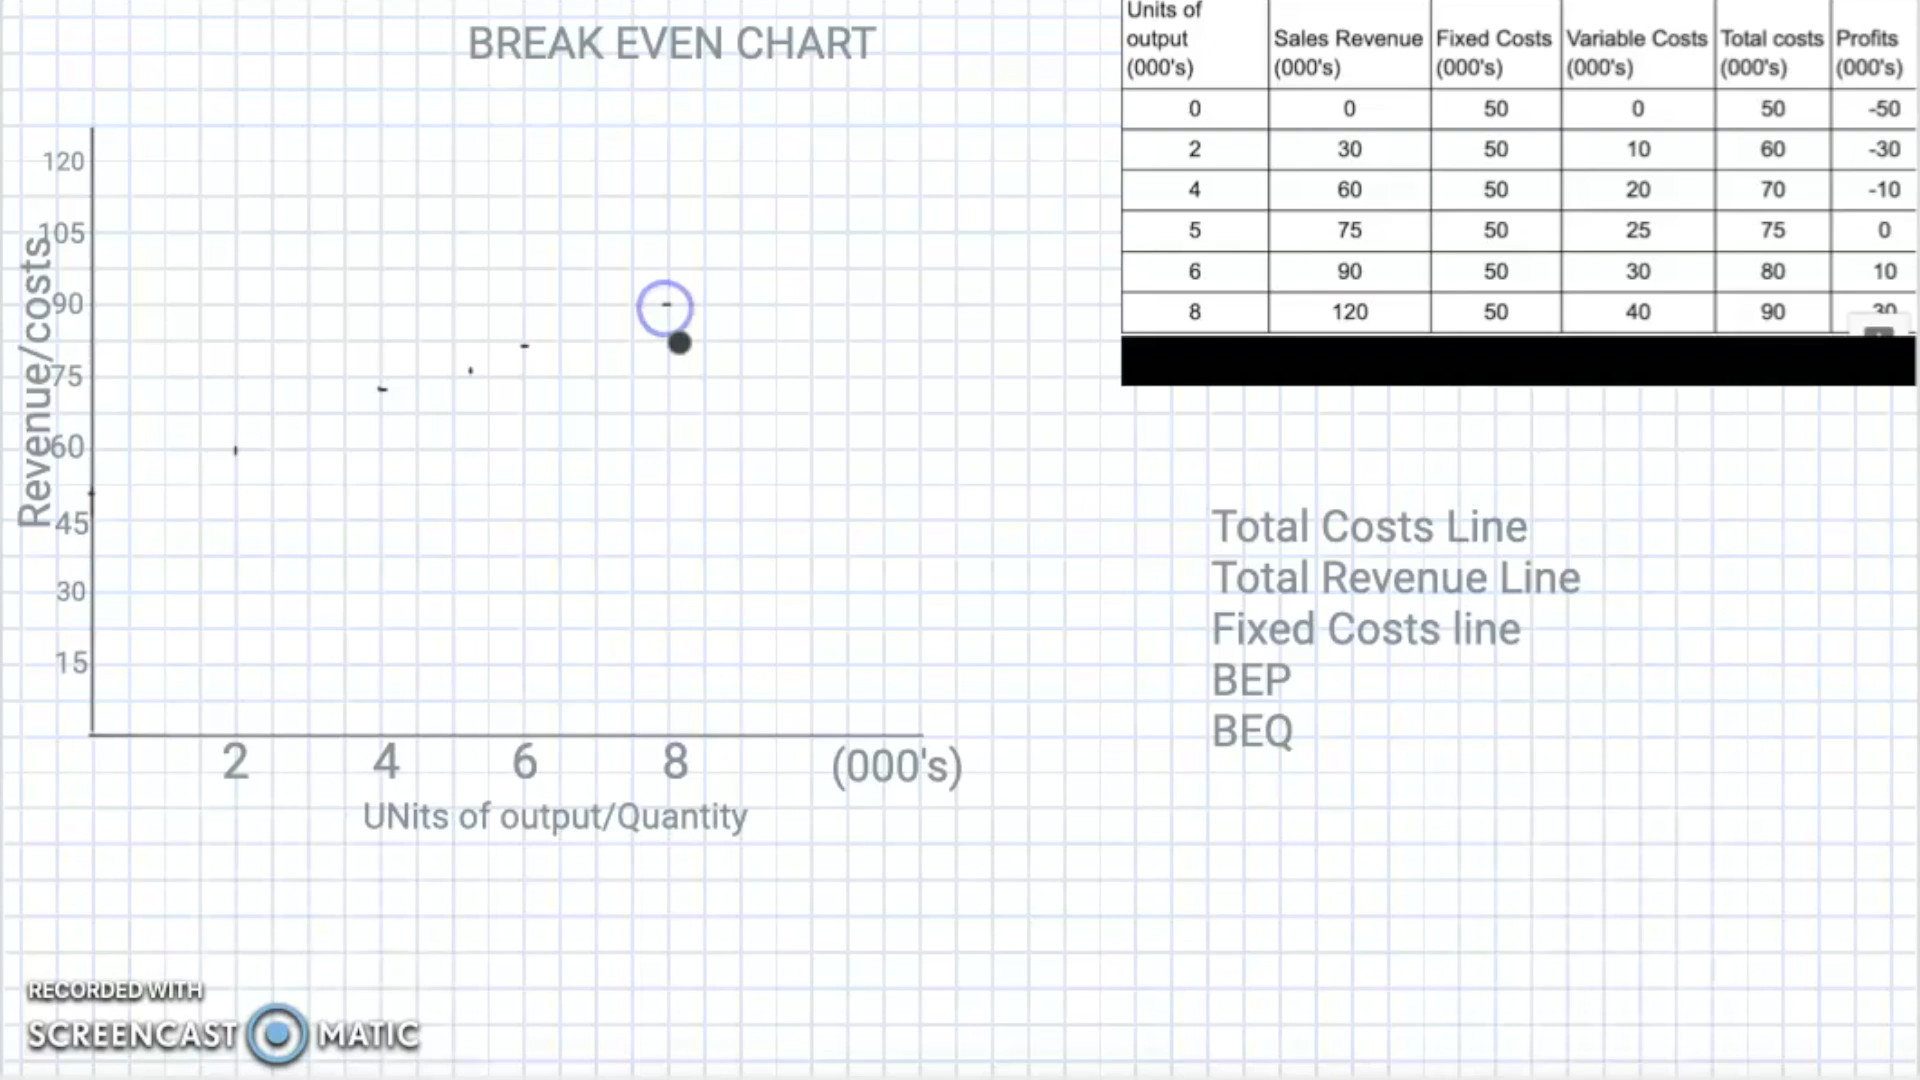 BREAK EVEN CHART
Units of
output
(000's)
Sales Revenue
(000's)
Fixed Costs
(000's)
Variable Costs
(000's)
Total costs
(000's)
Profits
(000's)
0 0 50 0 50 -50
2 30 50 10 60 -30
4 60 50 20 70 -10
5 75 50 25 75 0
6 90 50 30 80 10
8 120 50 40 90 30
Revenue/costs
120
105
90
75
60
45
30
15
2 4 6 8 (000's)
UNits of output/Quantity
Total Costs Line
Total Revenue Line
Fixed Costs line
BEP
BEQ
RECORDED WITH
SCREENCAST MATIC